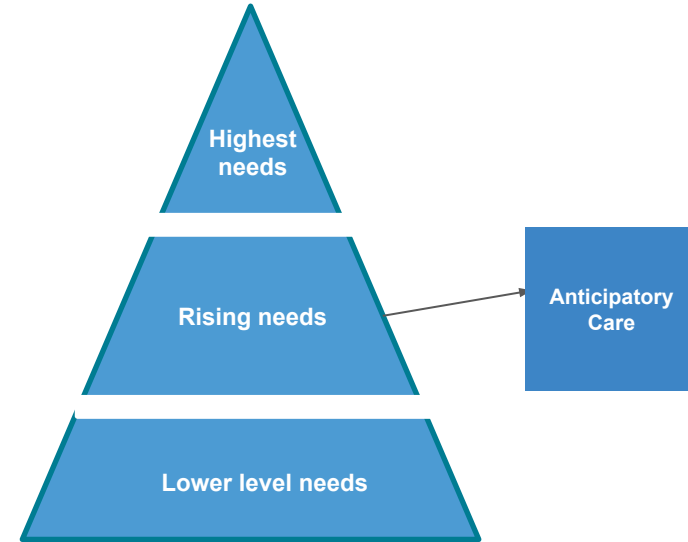 Highest
needs
Rising needs
Anticipatory
Care
Lower level needs